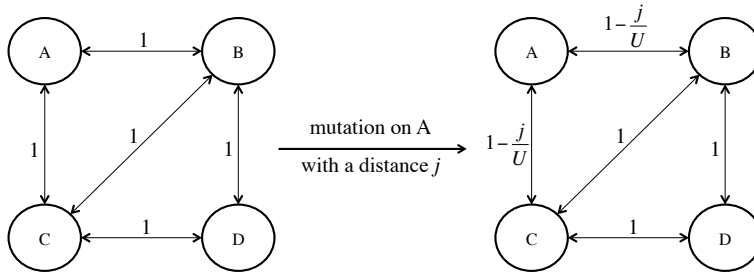 A 1 B
1 1 1
C 1 D
mutation on A
with a distance j
A 1-j/U B
1-j/U 1 1
C 1 D